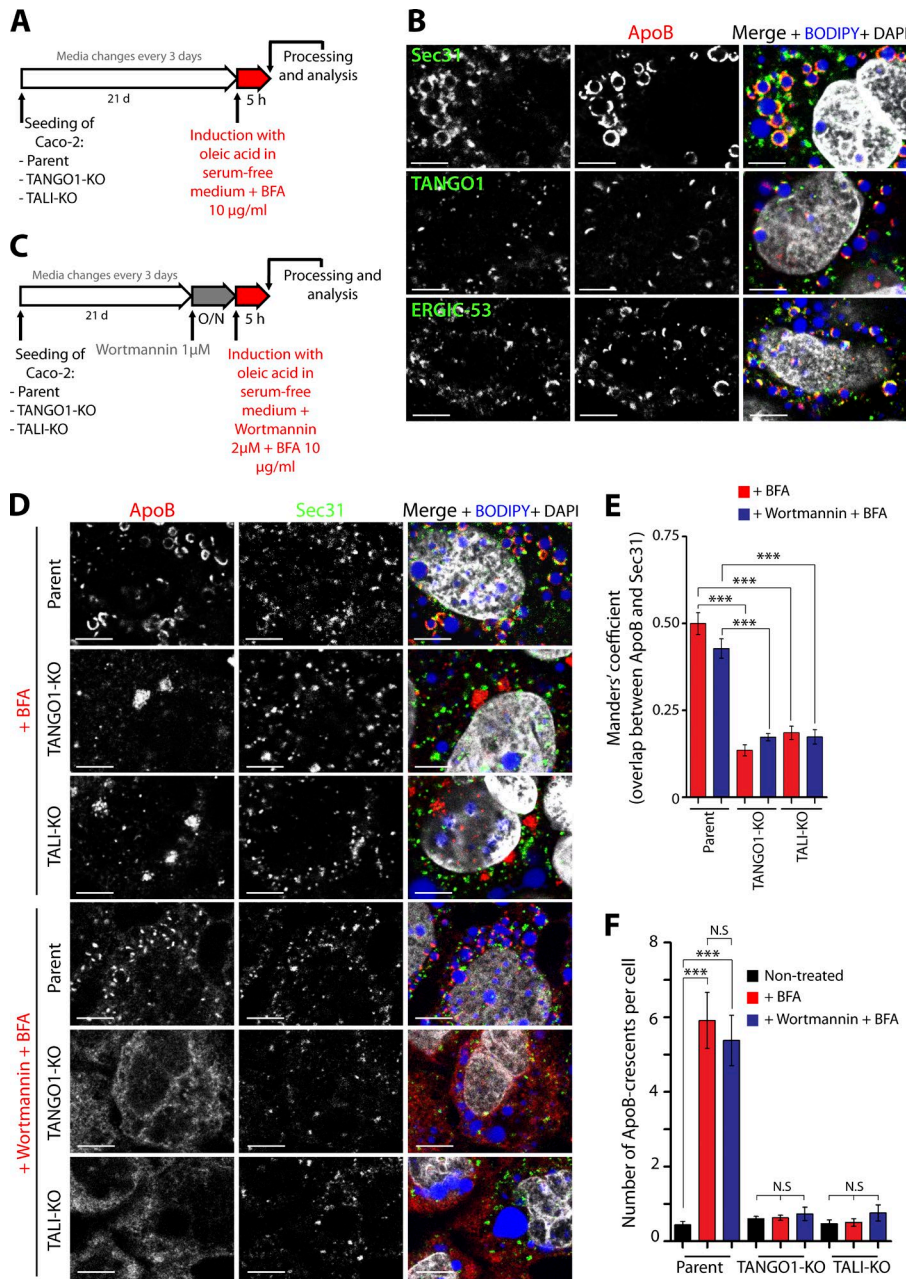 A
Media changes every 3 days
Processing
and analysis
21 d
5 h
Seeding of
Caco-2:
- Parent
- TANGO1-KO
- TALI-KO
Induction with
oleic acid in
serum-free
medium + BFA
10 µg/ml
B
ApoB
Merge + BODIPY+ DAPI
Sec31
TANGO1
ERGIC-53
C
Media changes every 3 days
Processing and
analysis
21 d
O/N
5 h
Wortmannin 1µM
Seeding of
Caco-2:
- Parent
- TANGO1-KO
- TALI-KO
Induction with
oleic acid in
serum-free
medium +
Wortmannin
2µM + BFA 10
µg/ml
D
ApoB
Sec31
Merge + BODIPY+ DAPI
+ BFA
Parent
TANGO1-KO
TALI-KO
+ Wortmannin + BFA
Parent
TANGO1-KO
TALI-KO
E
+ BFA
+ Wortmannin + BFA
Manders' coefficient
(overlap between ApoB and Sec31)
0.75
0.50
0.25
0
***
***
***
***
Parent
TANGO1-KO
TALI-KO
F
Non-treated
+ BFA
+ Wortmannin + BFA
Number of ApoB-crescents per cell
8
6
4
2
0
N.S
***
***
N.S
N.S
Parent
TANGO1-KO
TALI-KO